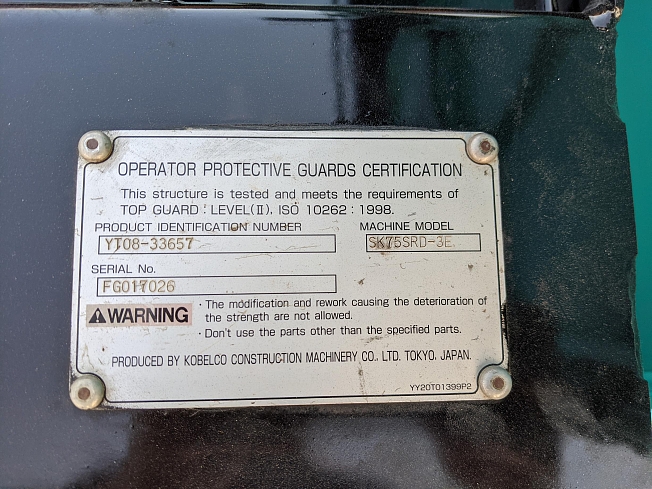 OPERATOR PROTECTIVE GUARDS CERTIFICATION
This structure is tested and meets the requirements of
TOP GUARD : LEVEL(Ⅱ), ISO 10262 : 1998.
PRODUCT IDENTIFICATION NUMBER
YT08-33657
MACHINE MODEL
SK75SRD-3E
SERIAL No.
FG017026
WARNING
· The modification and rework causing the deterioration of
the strength are not allowed.
· Don't use the parts other than the specified parts.
PRODUCED BY KOBELCO CONSTRUCTION MACHINERY CO., LTD. TOKYO, JAPAN.
YY20T01399P2